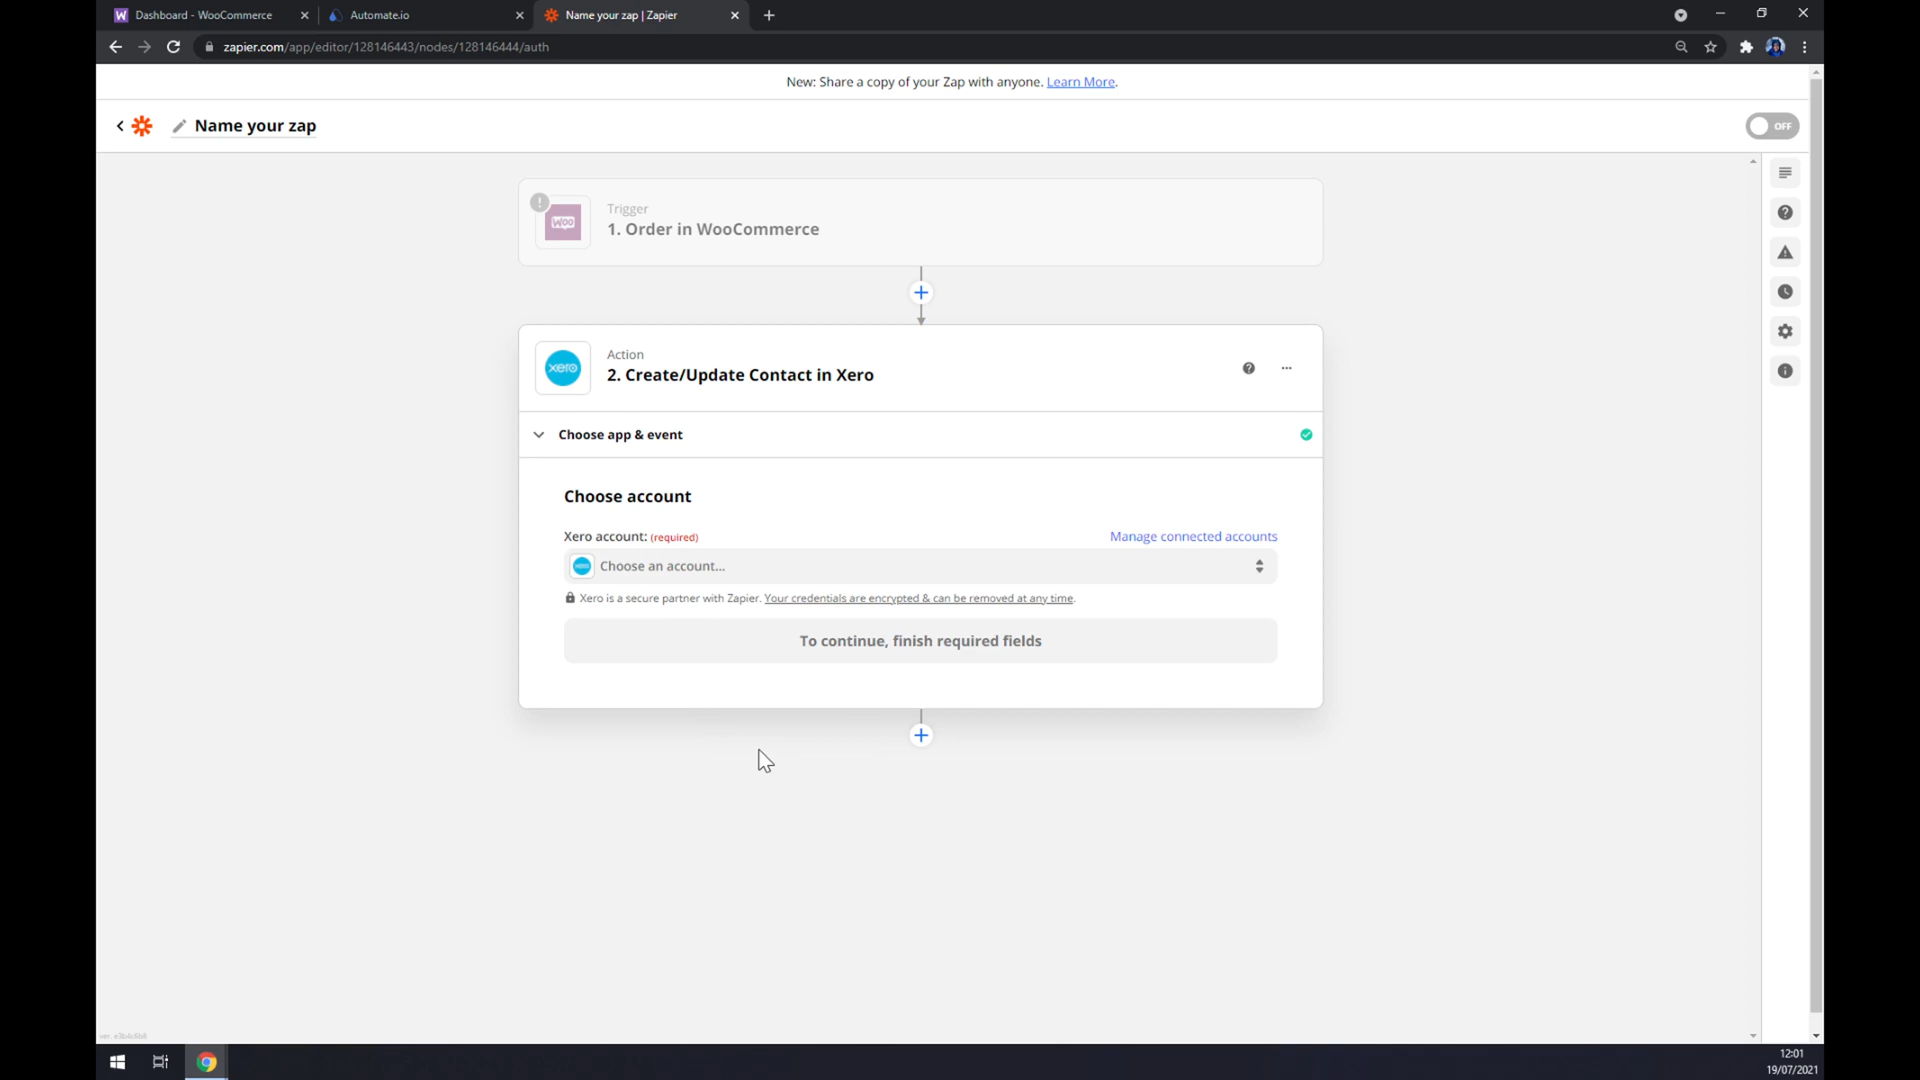 Dashboard - WooCommerce
Automate.io
Name your zap | Zapier
zapier.com/app/editor/128146443/nodes/128146444/auth
New: Share a copy of your Zap with anyone. Learn More.
Name your zap
OFF
WOO
Trigger
1. Order in WooCommerce
xero
Action
2. Create/Update Contact in Xero
Choose app & event
Choose account
Xero account: (required)
Manage connected accounts
Choose an account...
Xero is a secure partner with Zapier. Your credentials are encrypted & can be removed at any time.
To continue, finish required fields
12:01
19/07/2021